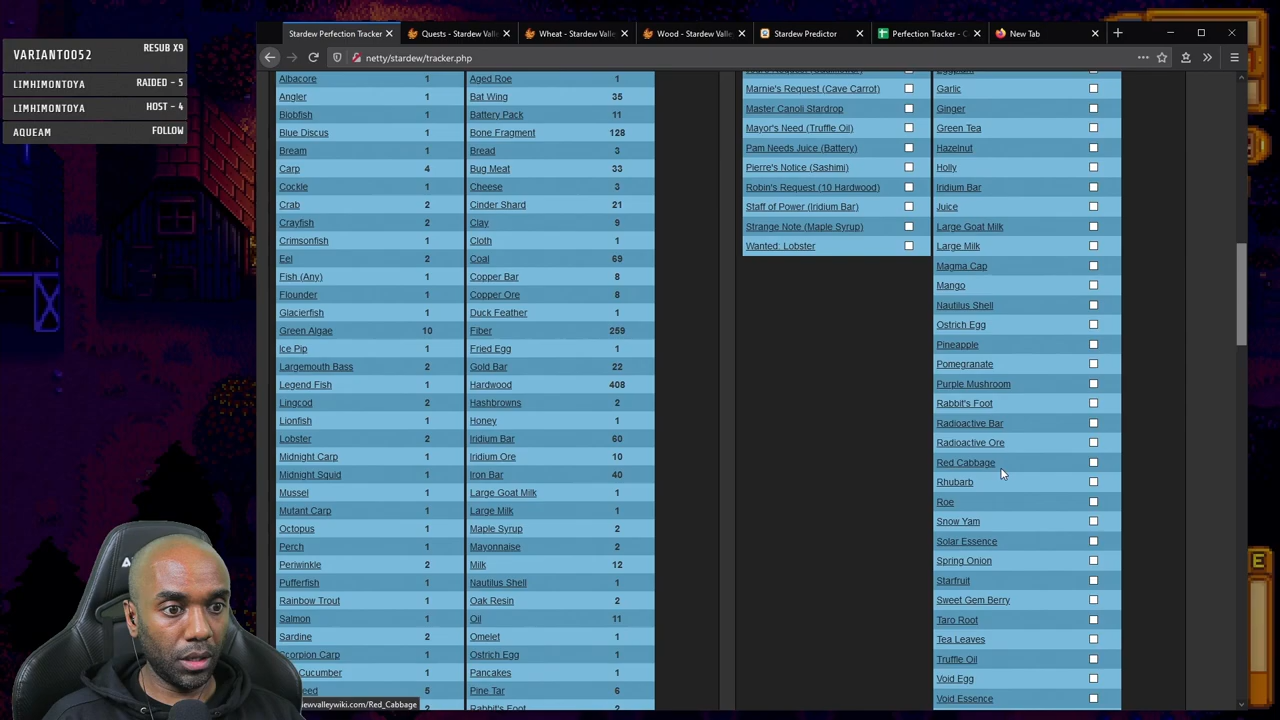 VARIANT0052 RESUB X9
LIMHIMONTOYA RAIDED - 5
LIMHIMONTOYA HOST - 4
AQUEAM FOLLOW
Stardew Perfection Tracker
Quests - Stardew Vall
Wheat - Stardew Valle
Wood - Stardew Valle
Stardew Predictor
Perfection Tracker - C
New Tab
netty/stardew/tracker.php
Albacore 1
Angler 1
Blobfish 1
Blue Discus 1
Bream 1
Carp 4
Cockle 1
Crab 2
Crayfish 2
Crimsonfish 1
Eel 2
Fish (Any) 1
Flounder 1
Glacierfish 1
Green Algae 10
Ice Pip 1
Largemouth Bass 2
Legend Fish 1
Lingcod 2
Lionfish 1
Lobster 2
Midnight Carp 1
Midnight Squid 1
Mussel 1
Mutant Carp 1
Octopus 1
Perch 1
Periwinkle 2
Pufferfish 1
Rainbow Trout 1
Salmon 1
Sardine 2
Scorpion Carp 1
Cucumber 1
eed 5
Aged Roe 1
Bat Wing 35
Battery Pack 11
Bone Fragment 128
Bread 3
Bug Meat 33
Cheese 3
Cinder Shard 21
Clay 9
Cloth 1
Coal 69
Copper Bar 8
Copper Ore 8
Duck Feather 1
Fiber 259
Fried Egg 1
Gold Bar 22
Hardwood 408
Hashbrowns 2
Honey 1
Iridium Bar 60
Iridium Ore 10
Iron Bar 40
Large Goat Milk 1
Large Milk 1
Maple Syrup 2
Mayonnaise 2
Milk 12
Nautilus Shell 1
Oak Resin 2
Oil 11
Omelet 1
Ostrich Egg 1
Pancakes 1
Pine Tar 6
Rabbit's Foot 2
Marnie's Request (Cave Carrot)
Master Canoli Stardrop
Mayor's Need (Truffle Oil)
Pam Needs Juice (Battery)
Pierre's Notice (Sashimi)
Robin's Request (10 Hardwood)
Staff of Power (Iridium Bar)
Strange Note (Maple Syrup)
Wanted: Lobster
Eggplant
Garlic
Ginger
Green Tea
Hazelnut
Holly
Iridium Bar
Juice
Large Goat Milk
Large Milk
Magma Cap
Mango
Nautilus Shell
Ostrich Egg
Pineapple
Pomegranate
Purple Mushroom
Rabbit's Foot
Radioactive Bar
Radioactive Ore
Red Cabbage
Rhubarb
Roe
Snow Yam
Solar Essence
Spring Onion
Starfruit
Sweet Gem Berry
Taro Root
Tea Leaves
Truffle Oil
Void Egg
Void Essence
ewvalleywiki.com/Red_Cabbage
E